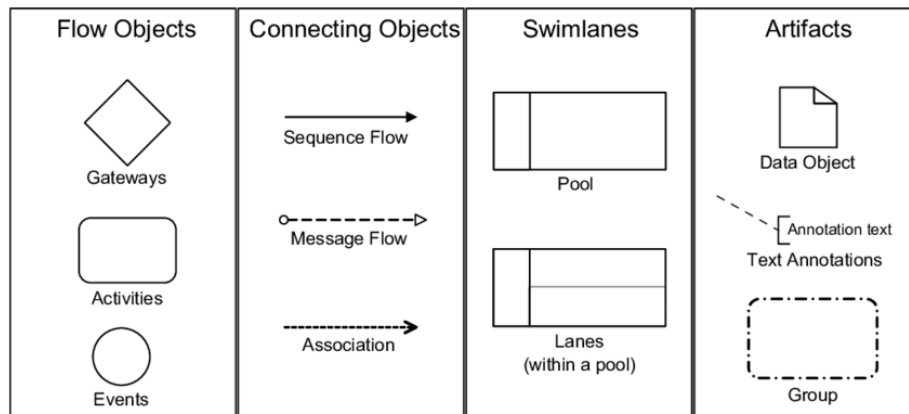 Flow Objects
Gateways
Activities
Events
Connecting Objects
Sequence Flow
Message Flow
Association
Swimlanes
Pool
Lanes
(within a pool)
Artifacts
Data Object
Annotation text
Text Annotations
Group